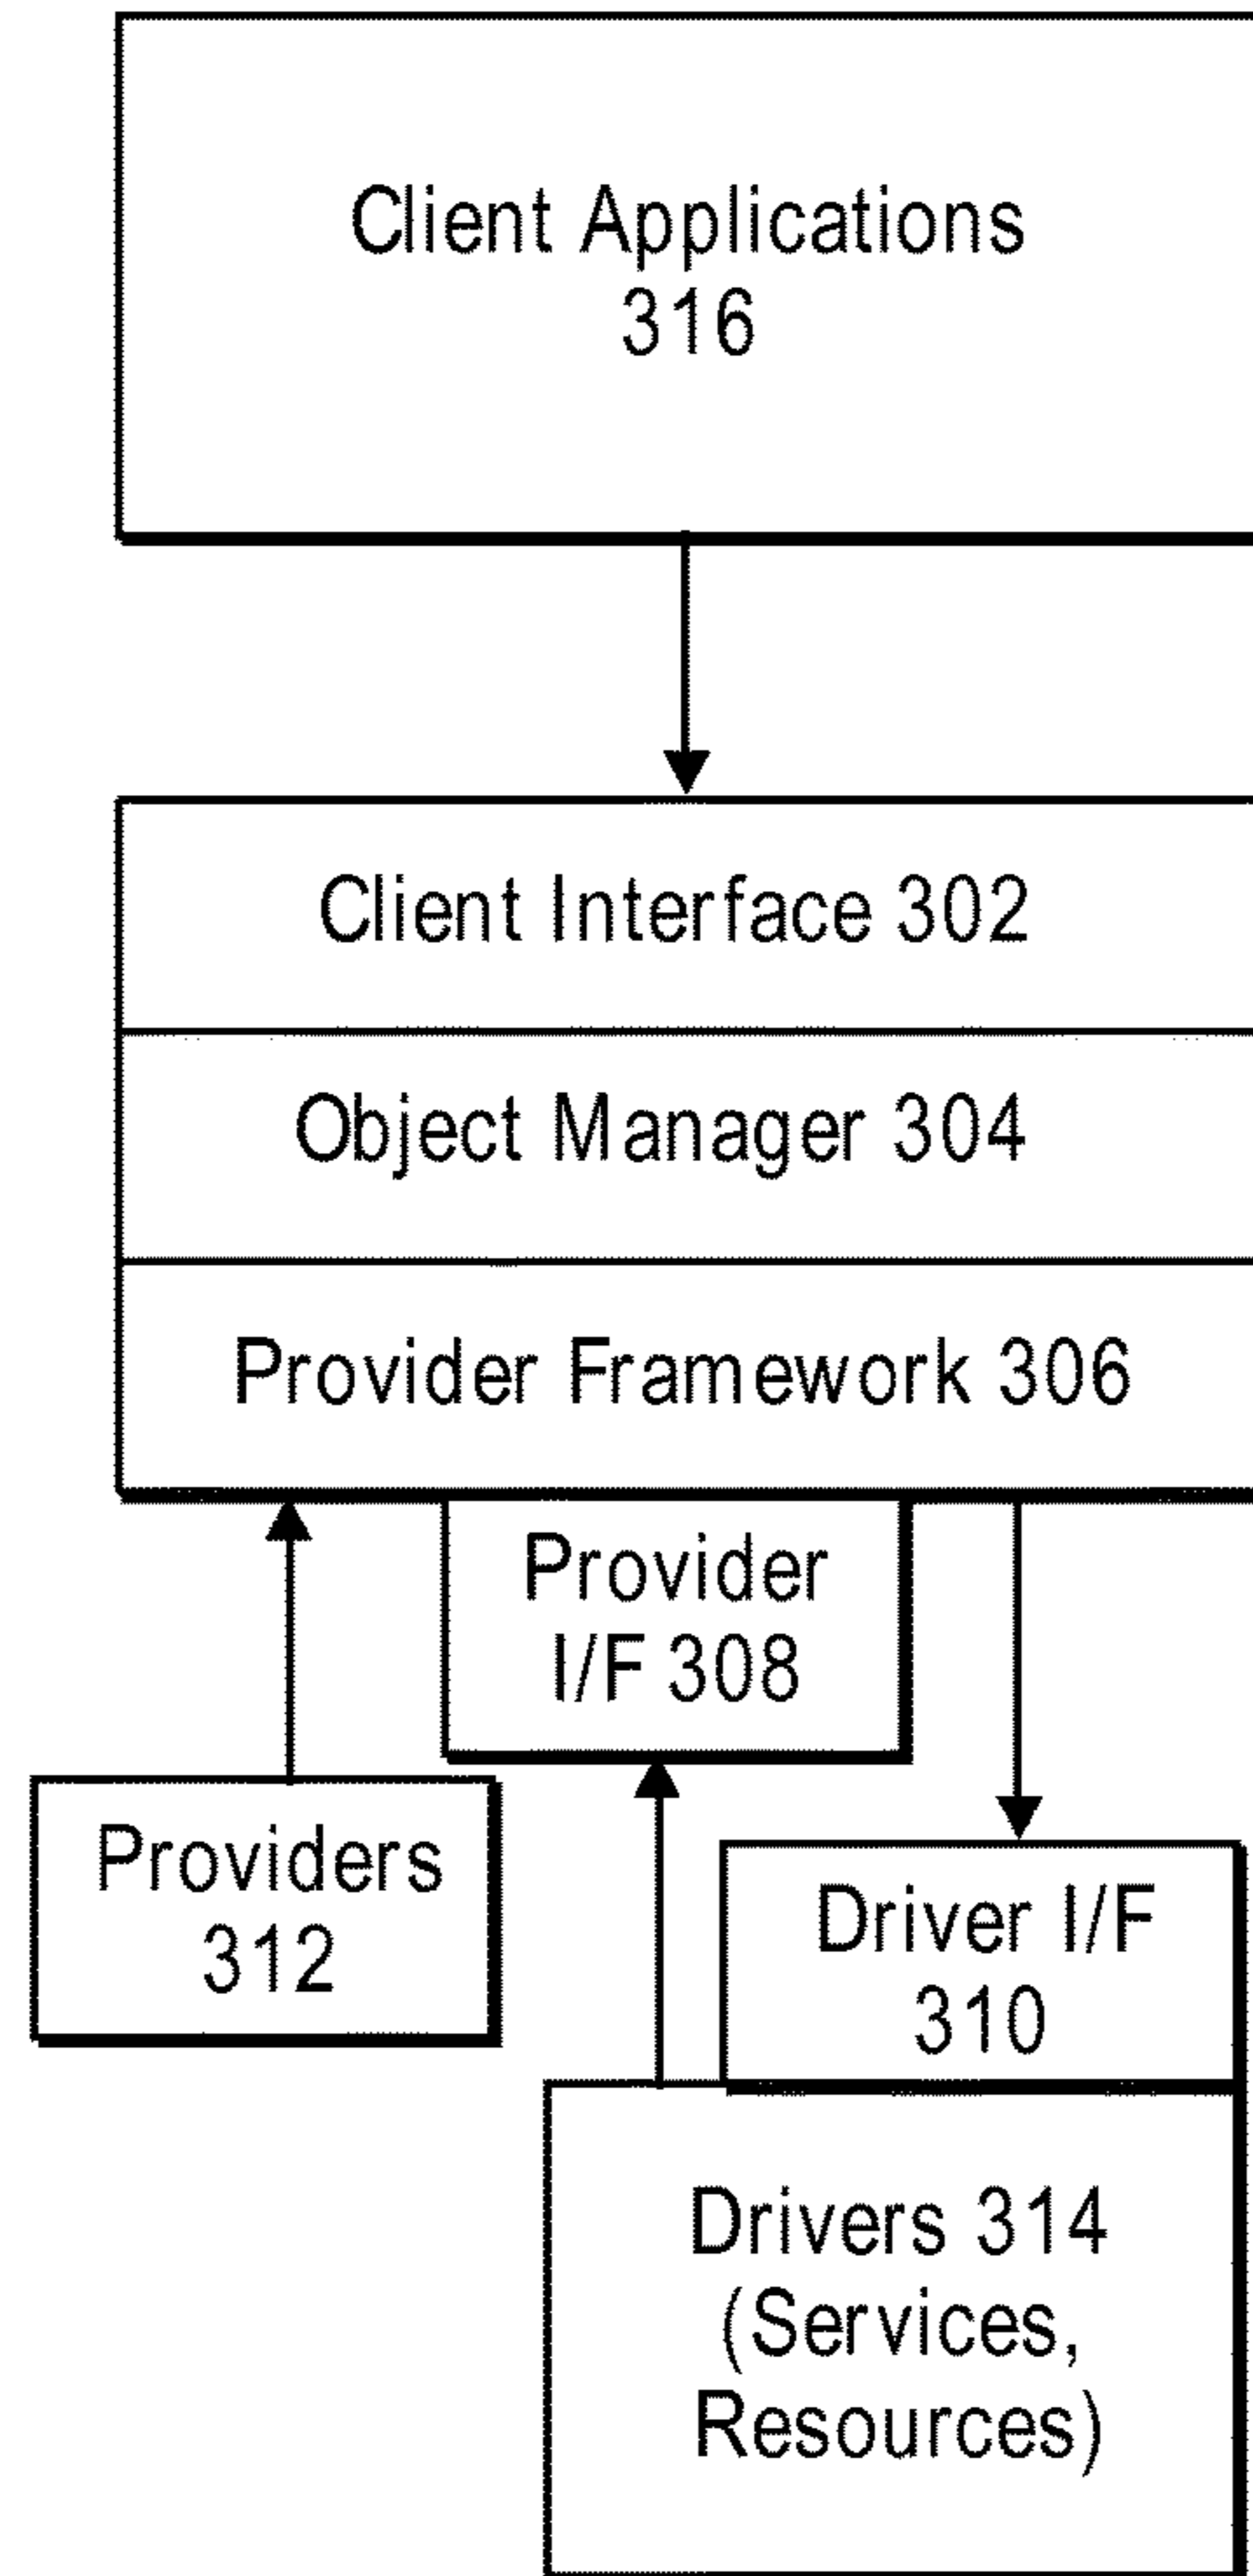 Client Applications
316
Client Interface 302
Object Manager 304
Provider Framework 306
Provider
I/F 308
Providers
312
Driver I/F
310
Drivers 314
(Services,
Resources)